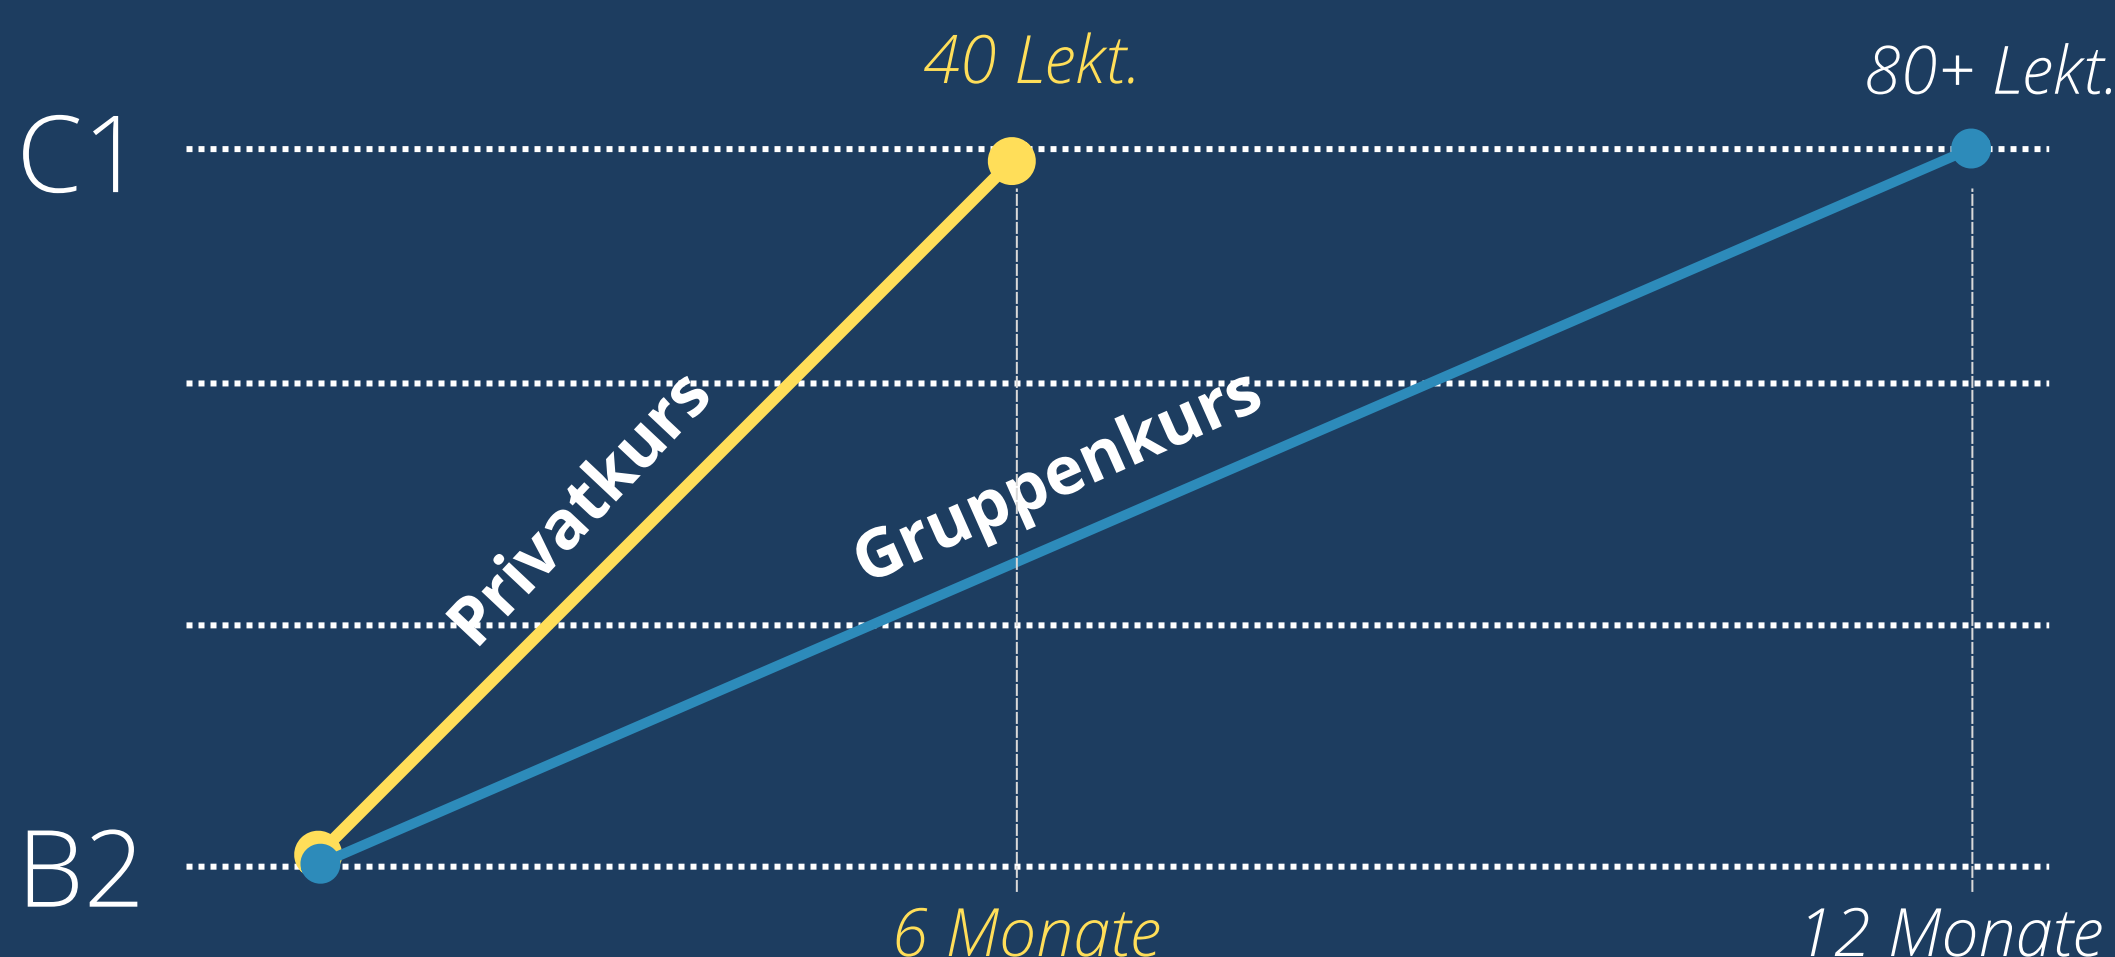 40 Lekt.
80+ Lekt.
C1
Privatkurs
Gruppenkurs
B2
6 Monate
12 Monate